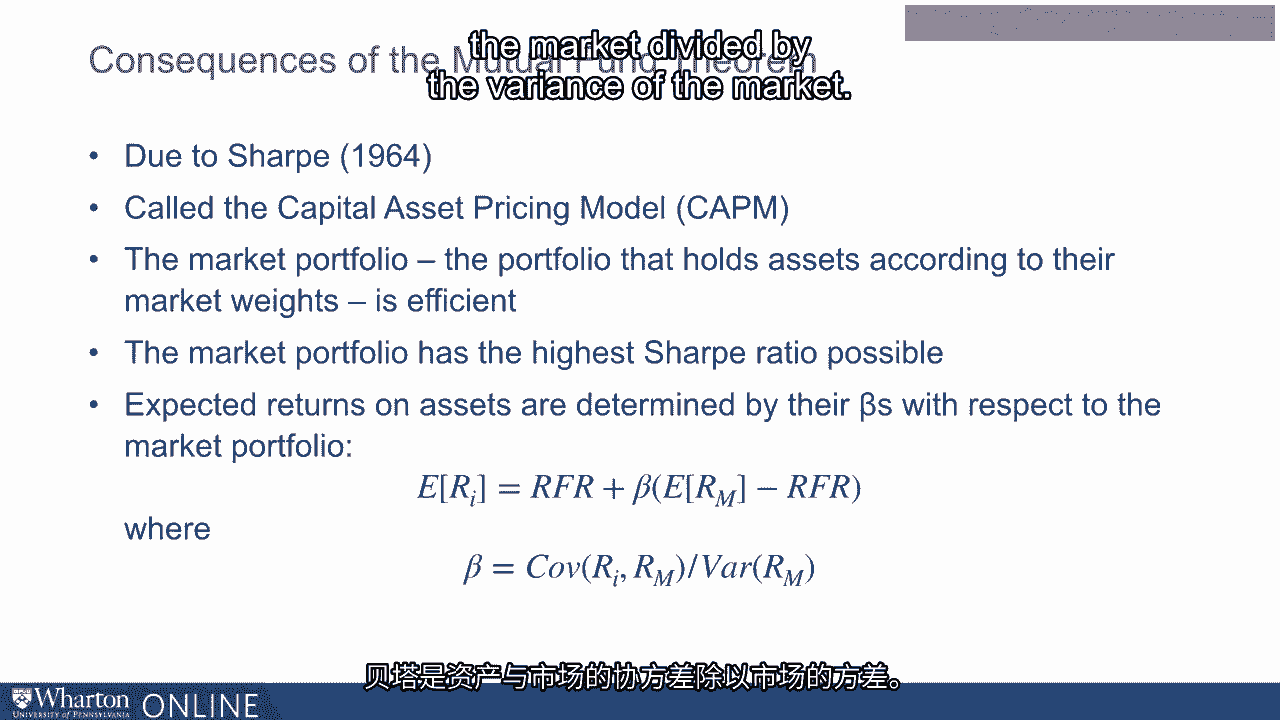 the market divided by
the variance of the market.
Consequences of the Mutual Fund Theorem
• Due to Sharpe (1964)
• Called the Capital Asset Pricing Model (CAPM)
• The market portfolio – the portfolio that holds assets according to their
market weights – is efficient
• The market portfolio has the highest Sharpe ratio possible
• Expected returns on assets are determined by their βs with respect to the
market portfolio:
E[R_i] = RFR + β(E[R_M] − RFR)
where
β = Cov(R_i, R_M)/Var(R_M)
贝塔是资产与市场的协方差除以市场的方差。
Wharton ONLINE
UNIVERSITY of PENNSYLVANIA